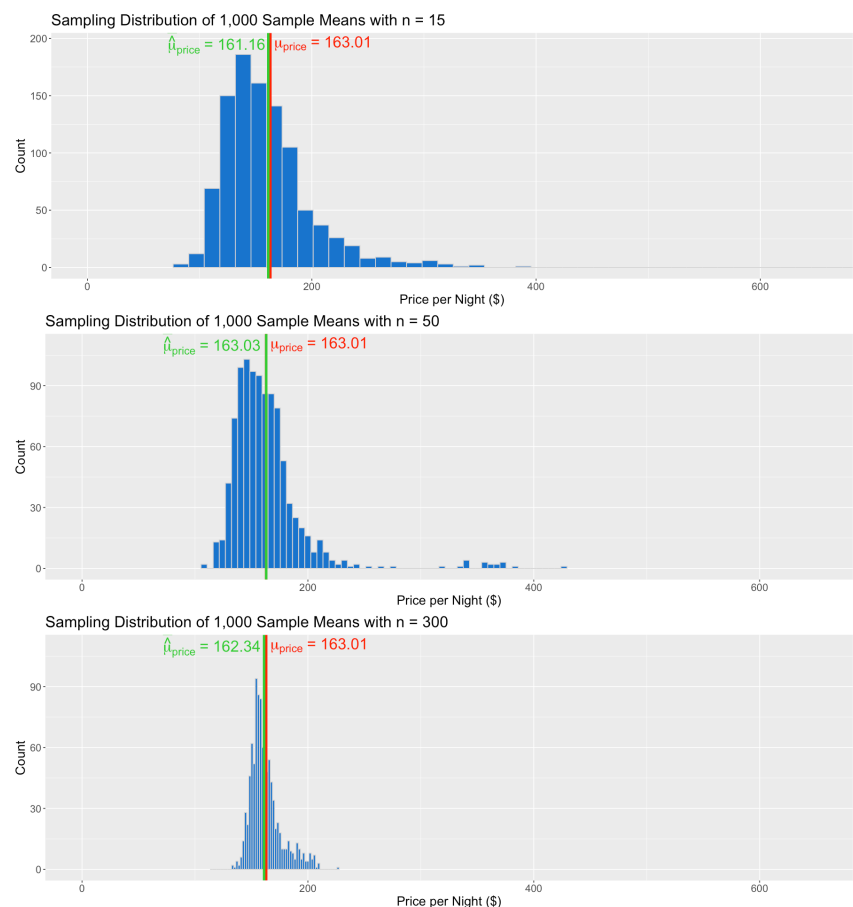 Sampling Distribution of 1,000 Sample Means with n = 15
μ̂price = 161.16 μprice = 163.01
200
150
100
50
0
Count
0 200 400 600
Price per Night ($)
Sampling Distribution of 1,000 Sample Means with n = 50
μ̂price = 163.03 μprice = 163.01
90
60
30
0
Count
0 200 400 600
Price per Night ($)
Sampling Distribution of 1,000 Sample Means with n = 300
μ̂price = 162.34 μprice = 163.01
90
60
30
0
Count
0 200 400 600
Price per Night ($)